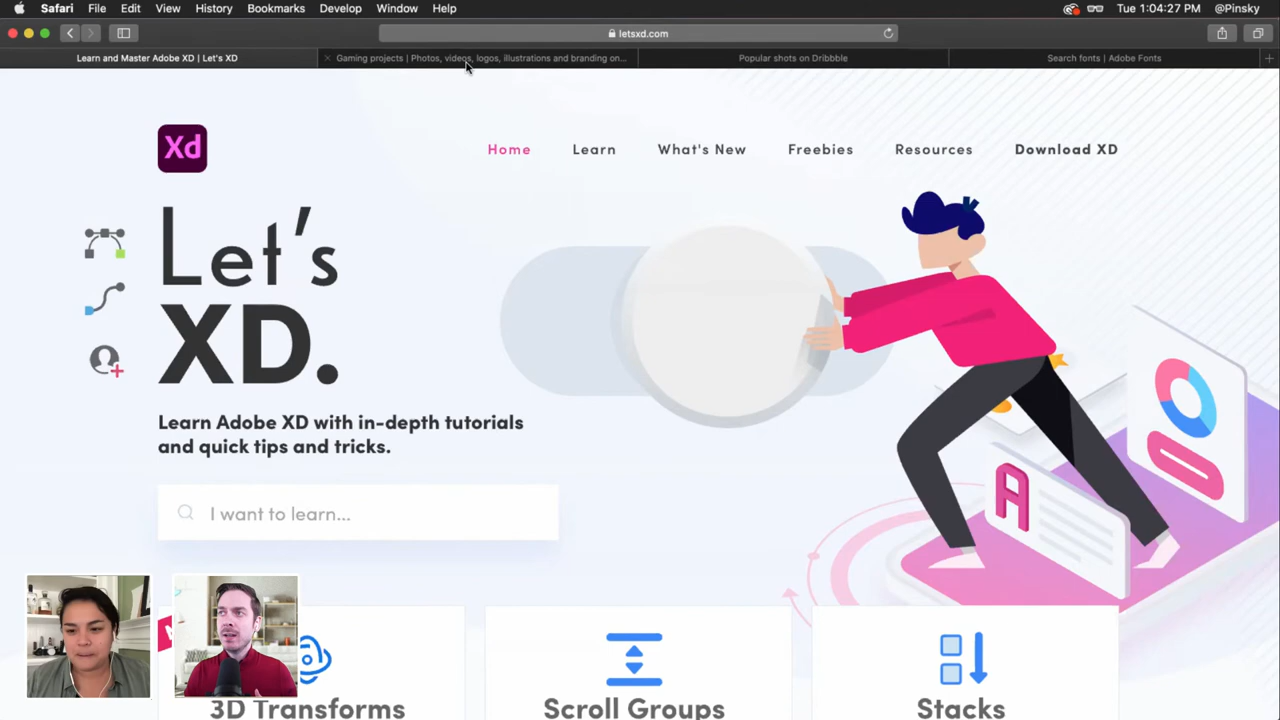 Safari File Edit View History Bookmarks Develop Window Help Tue 1:04:27 PM @Pinsky
letsxd.com
Learn and Master Adobe XD | Let's XD
Gaming projects | Photos, videos, logos, illustrations and branding on...
Popular shots on Dribbble
Search fonts | Adobe Fonts
Xd
Home Learn What's New Freebies Resources Download XD
Let's
XD.
Learn Adobe XD with in-depth tutorials
and quick tips and tricks.
I want to learn...
A
3D Transforms
Scroll Groups
Stacks